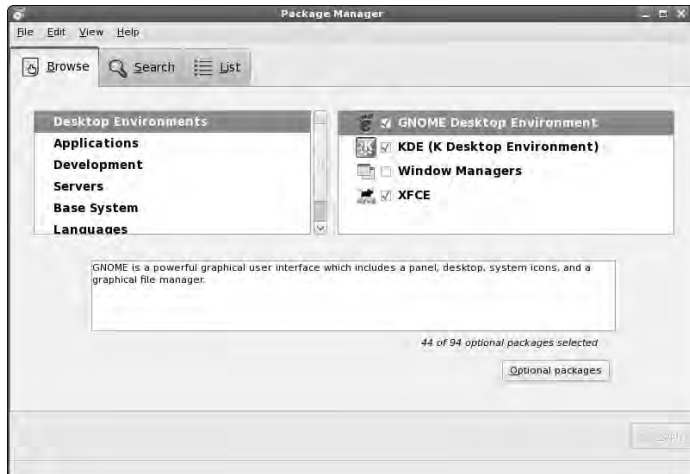 Package Manager
File Edit View Help
Browse Search List
Desktop Environments
Applications
Development
Servers
Base System
Languages
GNOME Desktop Environment
KDE (K Desktop Environment)
Window Managers
XFCE
GNOME is a powerful graphical user interface which includes a panel, desktop, system icons, and a
graphical file manager.
44 of 94 optional packages selected
Optional packages